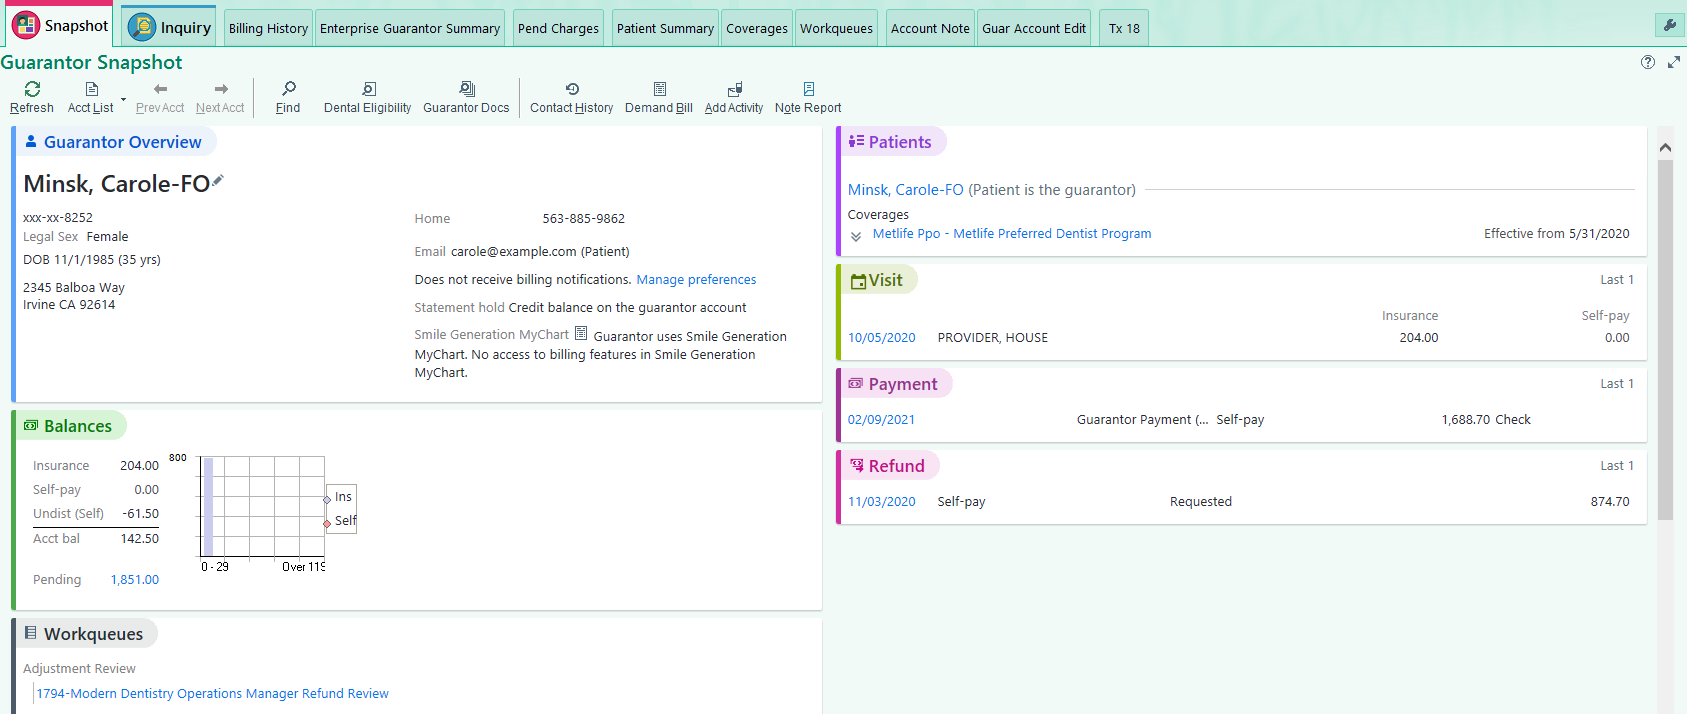 Snapshot
Inquiry
Billing History
Enterprise Guarantor Summary
Pend Charges
Patient Summary
Coverages
Workqueues
Account Note
Guar Account Edit
Tx 18
Guarantor Snapshot
Refresh
Acct List
Prev Acct
Next Acct
Find
Dental Eligibility
Guarantor Docs
Contact History
Demand Bill
Add Activity
Note Report
Guarantor Overview
Minsk, Carole-FO
xxx-xx-8252
Legal Sex Female
DOB 11/1/1985 (35 yrs)
2345 Balboa Way
Irvine CA 92614
Home 563-885-9862
Email carole@example.com (Patient)
Does not receive billing notifications. Manage preferences
Statement hold Credit balance on the guarantor account
Smile Generation MyChart Guarantor uses Smile Generation
MyChart. No access to billing features in Smile Generation
MyChart.
Balances
Insurance 204.00
Self-pay 0.00
Undist (Self) -61.50
Acct bal 142.50
Pending 1,851.00
800
Ins
Self
0 - 29
Over 119
Workqueues
Adjustment Review
1794-Modern Dentistry Operations Manager Refund Review
Patients
Minsk, Carole-FO (Patient is the guarantor)
Coverages
Metlife Ppo - Metlife Preferred Dentist Program Effective from 5/31/2020
Visit Last 1
Insurance Self-pay
10/05/2020 PROVIDER, HOUSE 204.00 0.00
Payment Last 1
02/09/2021 Guarantor Payment (... Self-pay 1,688.70 Check
Refund Last 1
11/03/2020 Self-pay Requested 874.70